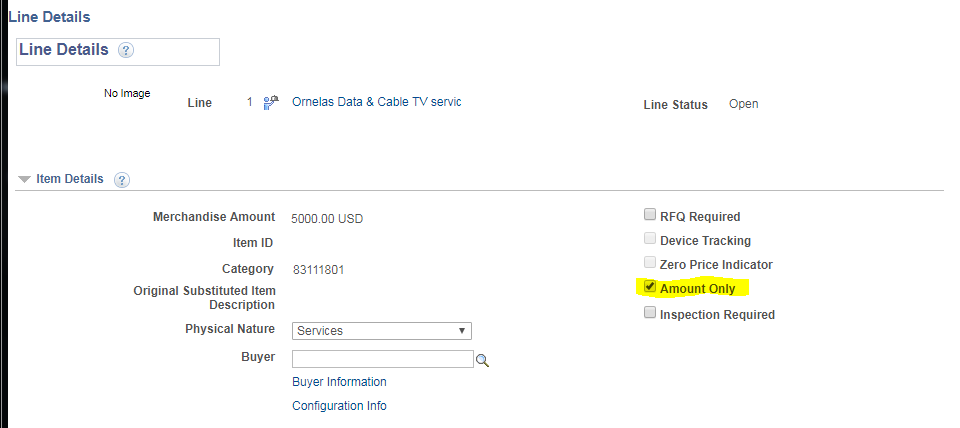 Line Details
Line Details ?
No Image
Line 1 Ornelas Data & Cable TV servic
Line Status Open
Item Details ?
Merchandise Amount 5000.00 USD
Item ID
Category 83111801
Original Substituted Item
Description
Physical Nature Services
Buyer
Buyer Information
Configuration Info
RFQ Required
Device Tracking
Zero Price Indicator
Amount Only
Inspection Required